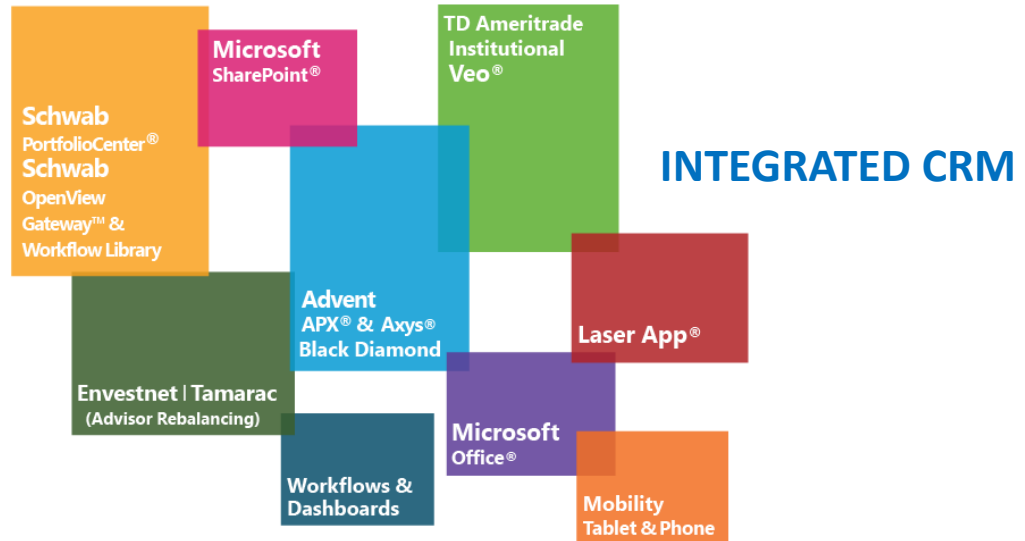 Schwab
PortfolioCenter®
Schwab
OpenView
Gateway™ &
Workflow Library
Microsoft
SharePoint®
TD Ameritrade
Institutional
Veo®
INTEGRATED CRM
Advent
APX® & Axys®
Black Diamond
Laser App®
Envestnet | Tamarac
(Advisor Rebalancing)
Microsoft
Office®
Workflows &
Dashboards
Mobility
Tablet & Phone